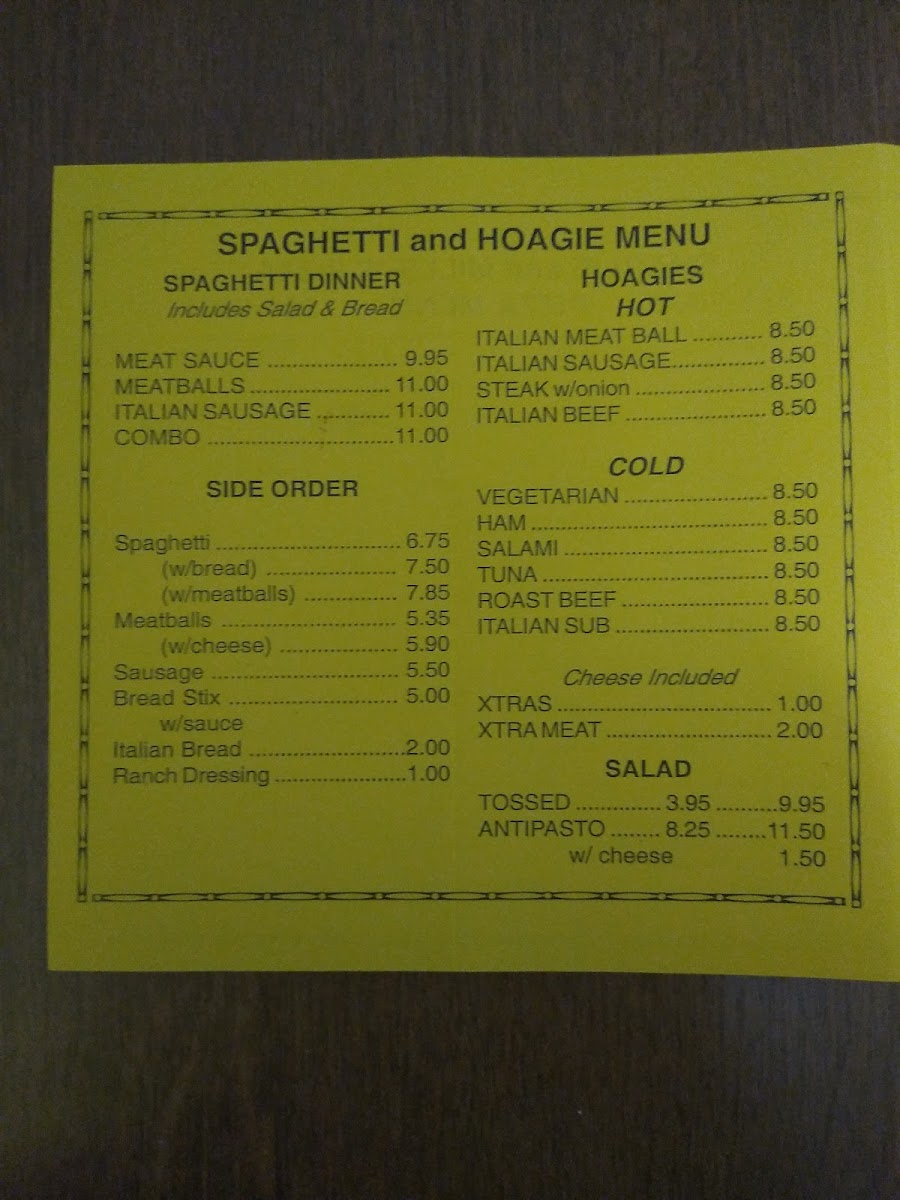 SPAGHETTI and HOAGIE MENU
SPAGHETTI DINNER
Includes Salad & Bread
MEAT SAUCE ...................... 9.95
MEATBALLS ........................ 11.00
ITALIAN SAUSAGE ............ 11.00
COMBO ...............................11.00
SIDE ORDER
Spaghetti ............................... 6.75
(w/bread) ...................... 7.50
(w/meatballs) ................ 7.85
Meatballs .............................. 5.35
(w/cheese) .................... 5.90
Sausage ................................ 5.50
Bread Stix ............................. 5.00
w/sauce
Italian Bread ...........................2.00
Ranch Dressing ......................1.00
HOAGIES
HOT
ITALIAN MEAT BALL ............ 8.50
ITALIAN SAUSAGE................ 8.50
STEAK w/onion ...................... 8.50
ITALIAN BEEF ........................ 8.50
COLD
VEGETARIAN ........................ 8.50
HAM ........................................ 8.50
SALAMI .................................. 8.50
TUNA ...................................... 8.50
ROAST BEEF ......................... 8.50
ITALIAN SUB .......................... 8.50
Cheese Included
XTRAS .................................... 1.00
XTRA MEAT ............................ 2.00
SALAD
TOSSED ............... 3.95 ..........9.95
ANTIPASTO ........ 8.25 ........11.50
w/ cheese 1.50